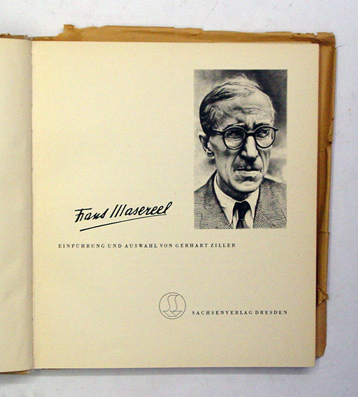 Frans Masereel
EINFÜHRUNG UND AUSWAHL VON GERHART ZILLER
SACHSENVERLAG DRESDEN